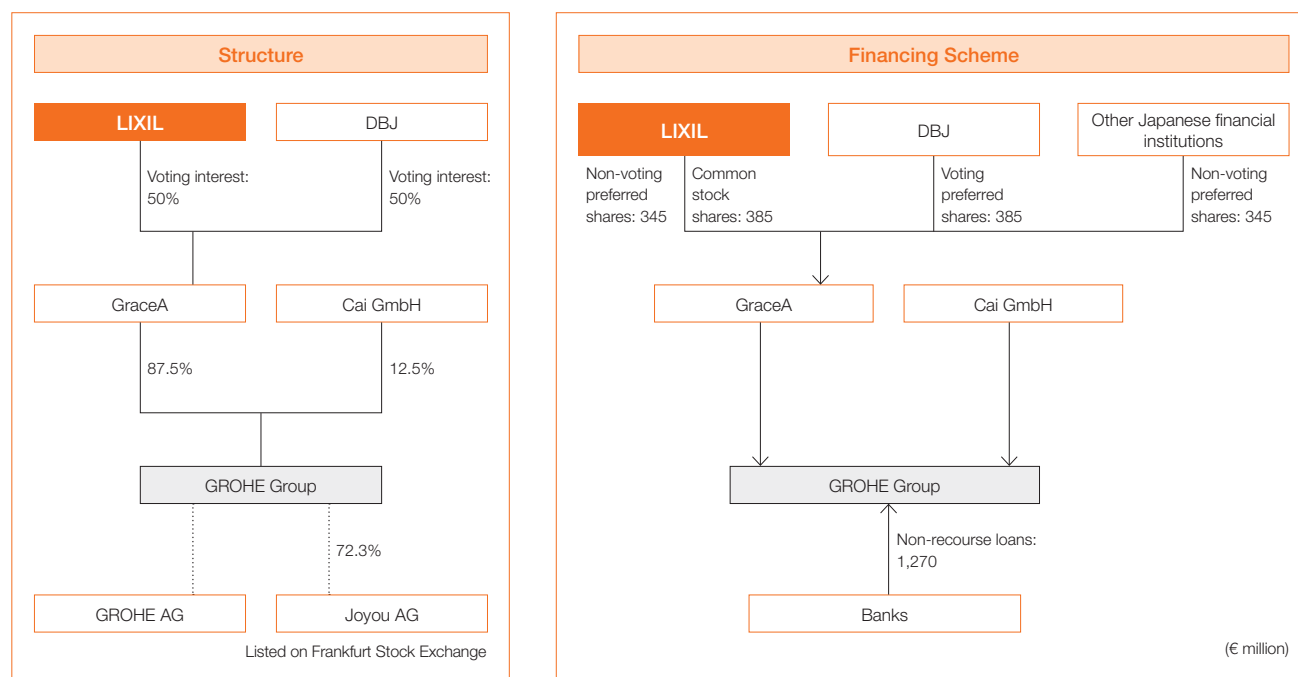 Structure
LIXIL
DBJ
Voting interest:
50%
Voting interest:
50%
GraceA
Cai GmbH
87.5%
12.5%
GROHE Group
72.3%
GROHE AG
Joyou AG
Listed on Frankfurt Stock Exchange
Financing Scheme
LIXIL
DBJ
Other Japanese financial
institutions
Non-voting
preferred
shares: 345
Common
stock
shares: 385
Voting
preferred
shares: 385
Non-voting
preferred
shares: 345
GraceA
Cai GmbH
GROHE Group
Non-recourse loans:
1,270
Banks
(€ million)